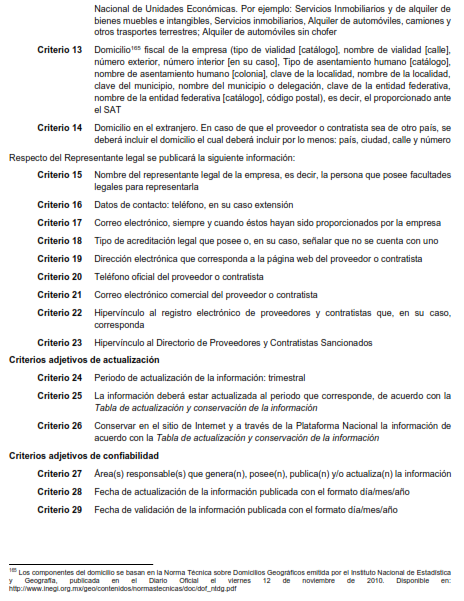 Nacional de Unidades Económicas. Por ejemplo: Servicios Inmobiliarios y de alquiler de
bienes muebles e intangibles, Servicios inmobiliarios, Alquiler de automóviles, camiones y
otros trasportes terrestres; Alquiler de automóviles sin chofer
Criterio 13 Domicilio165 fiscal de la empresa (tipo de vialidad [catálogo], nombre de vialidad [calle],
número exterior, número interior [en su caso], Tipo de asentamiento humano [catálogo],
nombre de asentamiento humano [colonia], clave de la localidad, nombre de la localidad,
clave del municipio, nombre del municipio o delegación, clave de la entidad federativa,
nombre de la entidad federativa [catálogo], código postal), es decir, el proporcionado ante
el SAT
Criterio 14 Domicilio en el extranjero. En caso de que el proveedor o contratista sea de otro país, se
deberá incluir el domicilio el cual deberá incluir por lo menos: país, ciudad, calle y número
Respecto del Representante legal se publicará la siguiente información:
Criterio 15 Nombre del representante legal de la empresa, es decir, la persona que posee facultades
legales para representarla
Criterio 16 Datos de contacto: teléfono, en su caso extensión
Criterio 17 Correo electrónico, siempre y cuando éstos hayan sido proporcionados por la empresa
Criterio 18 Tipo de acreditación legal que posee o, en su caso, señalar que no se cuenta con uno
Criterio 19 Dirección electrónica que corresponda a la página web del proveedor o contratista
Criterio 20 Teléfono oficial del proveedor o contratista
Criterio 21 Correo electrónico comercial del proveedor o contratista
Criterio 22 Hipervínculo al registro electrónico de proveedores y contratistas que, en su caso,
corresponda
Criterio 23 Hipervínculo al Directorio de Proveedores y Contratistas Sancionados
Criterios adjetivos de actualización
Criterio 24 Periodo de actualización de la información: trimestral
Criterio 25 La información deberá estar actualizada al periodo que corresponde, de acuerdo con la
Tabla de actualización y conservación de la información
Criterio 26 Conservar en el sitio de Internet y a través de la Plataforma Nacional la información de
acuerdo con la Tabla de actualización y conservación de la información
Criterios adjetivos de confiabilidad
Criterio 27 Área(s) responsable(s) que genera(n), posee(n), publica(n) y/o actualiza(n) la información
Criterio 28 Fecha de actualización de la información publicada con el formato día/mes/año
Criterio 29 Fecha de validación de la información publicada con el formato día/mes/año
165 Los componentes del domicilio se basan en la Norma Técnica sobre Domicilios Geográficos emitida por el Instituto Nacional de Estadística
y Geografía, publicada en el Diario Oficial el viernes 12 de noviembre de 2010. Disponible en:
http://www.inegi.org.mx/geo/contenidos/normastecnicas/doc/dof_ntdg.pdf